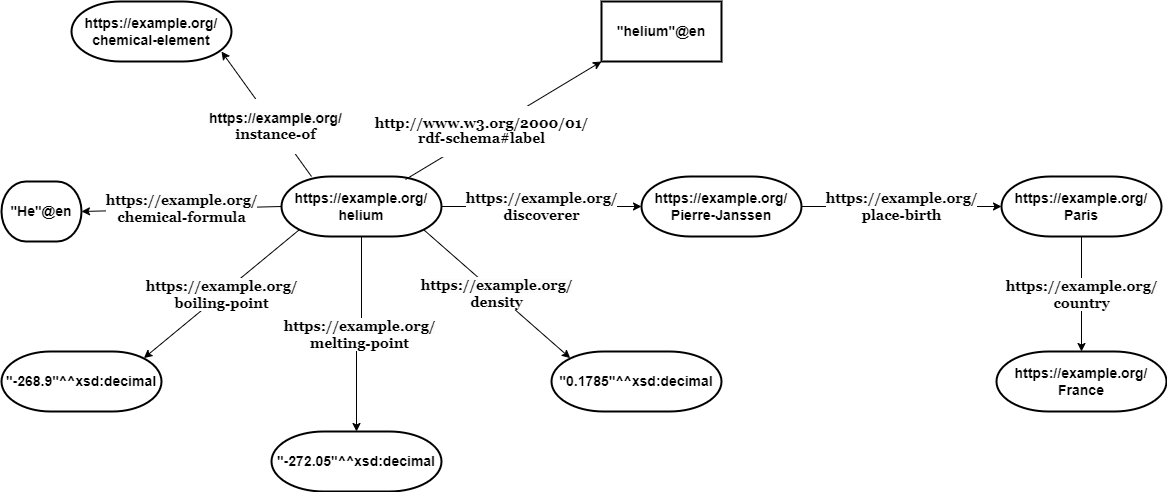 https://example.org/
chemical-element
"helium"@en
https://example.org/
instance-of
http://www.w3.org/2000/01/
rdf-schema#label
"He"@en
https://example.org/
chemical-formula
https://example.org/
helium
https://example.org/
discoverer
https://example.org/
Pierre-Janssen
https://example.org/
place-birth
https://example.org/
Paris
https://example.org/
boiling-point
https://example.org/
melting-point
https://example.org/
density
https://example.org/
country
"-268.9"^^xsd:decimal
"-272.05"^^xsd:decimal
"0.1785"^^xsd:decimal
https://example.org/
France